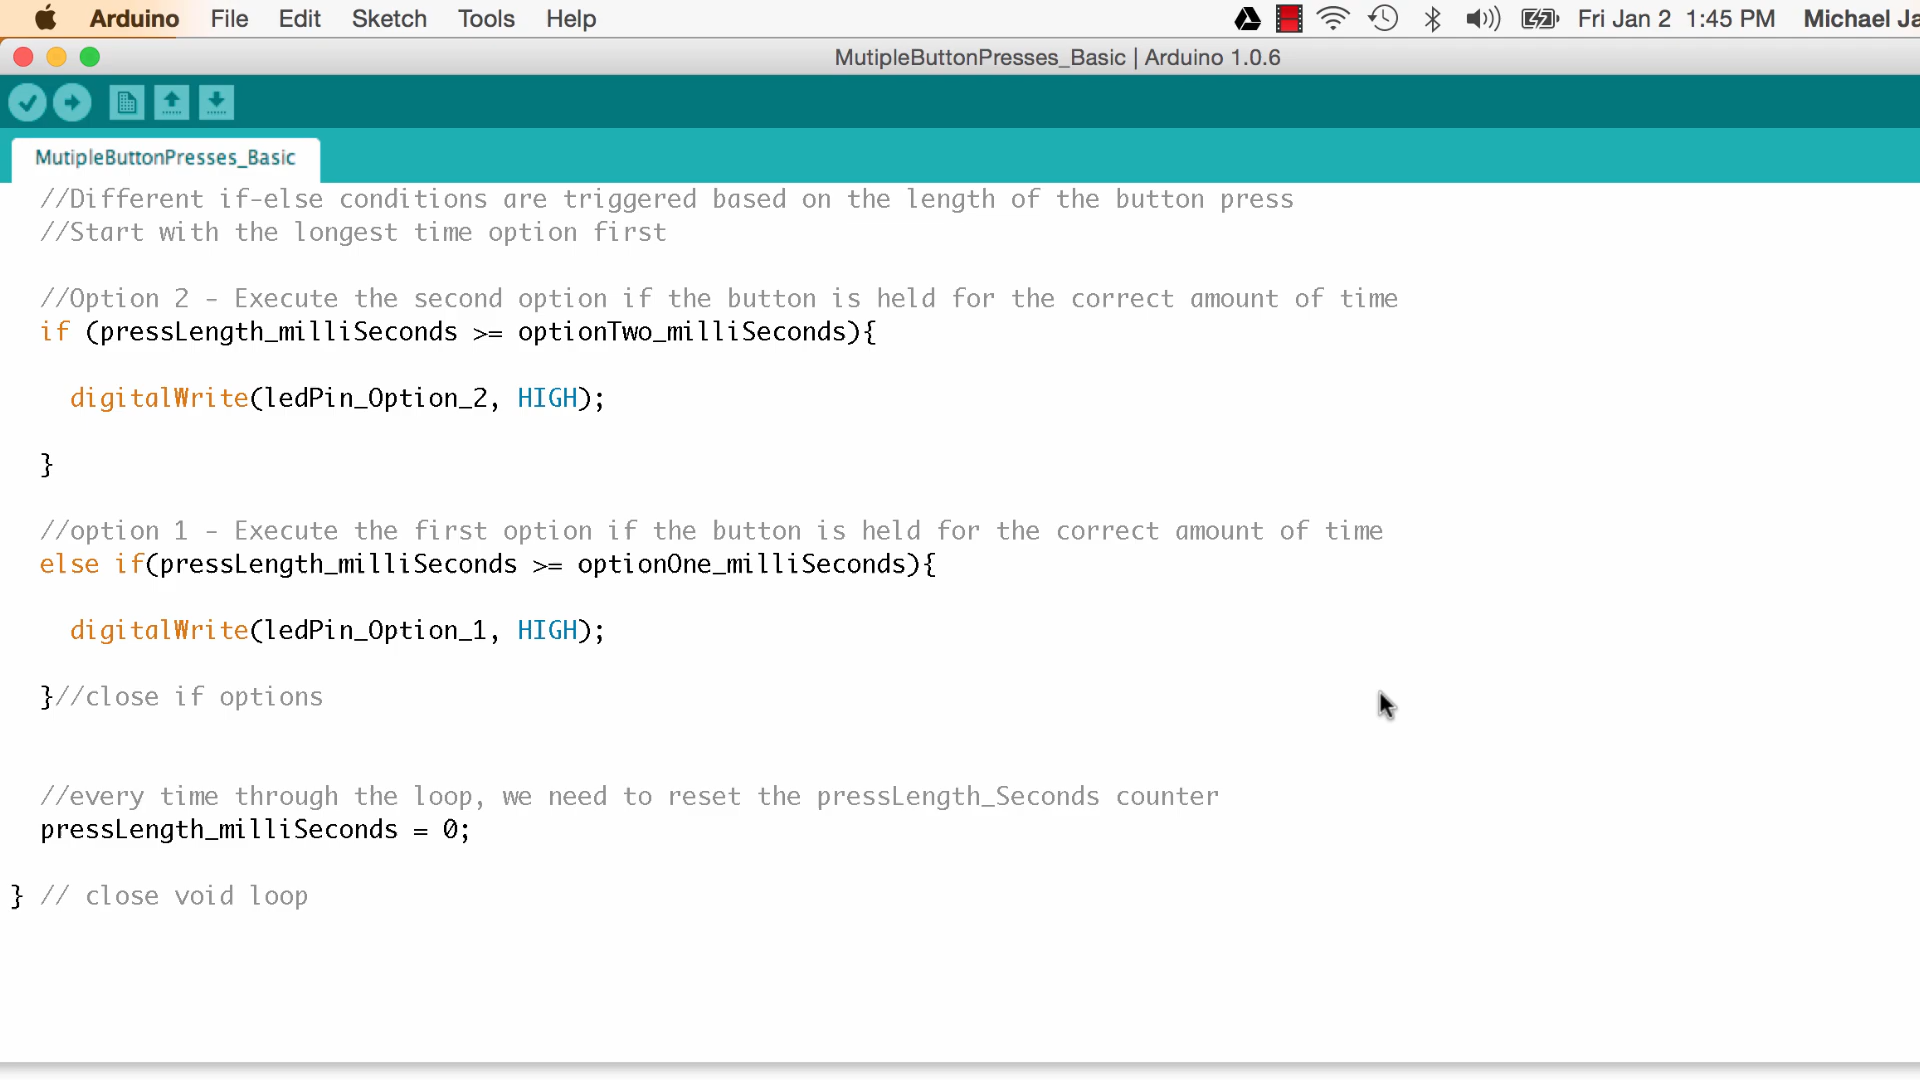 Arduino File Edit Sketch Tools Help Fri Jan 2 1:45 PM Michael Ja
MutipleButtonPresses_Basic | Arduino 1.0.6
MutipleButtonPresses_Basic
//Different if-else conditions are triggered based on the length of the button press
//Start with the longest time option first
//Option 2 - Execute the second option if the button is held for the correct amount of time
if (pressLength_milliSeconds >= optionTwo_milliSeconds){
digitalWrite(ledPin_Option_2, HIGH);
}
//option 1 - Execute the first option if the button is held for the correct amount of time
else if(pressLength_milliSeconds >= optionOne_milliSeconds){
digitalWrite(ledPin_Option_1, HIGH);
}//close if options
//every time through the loop, we need to reset the pressLength_Seconds counter
pressLength_milliSeconds = 0;
} // close void loop